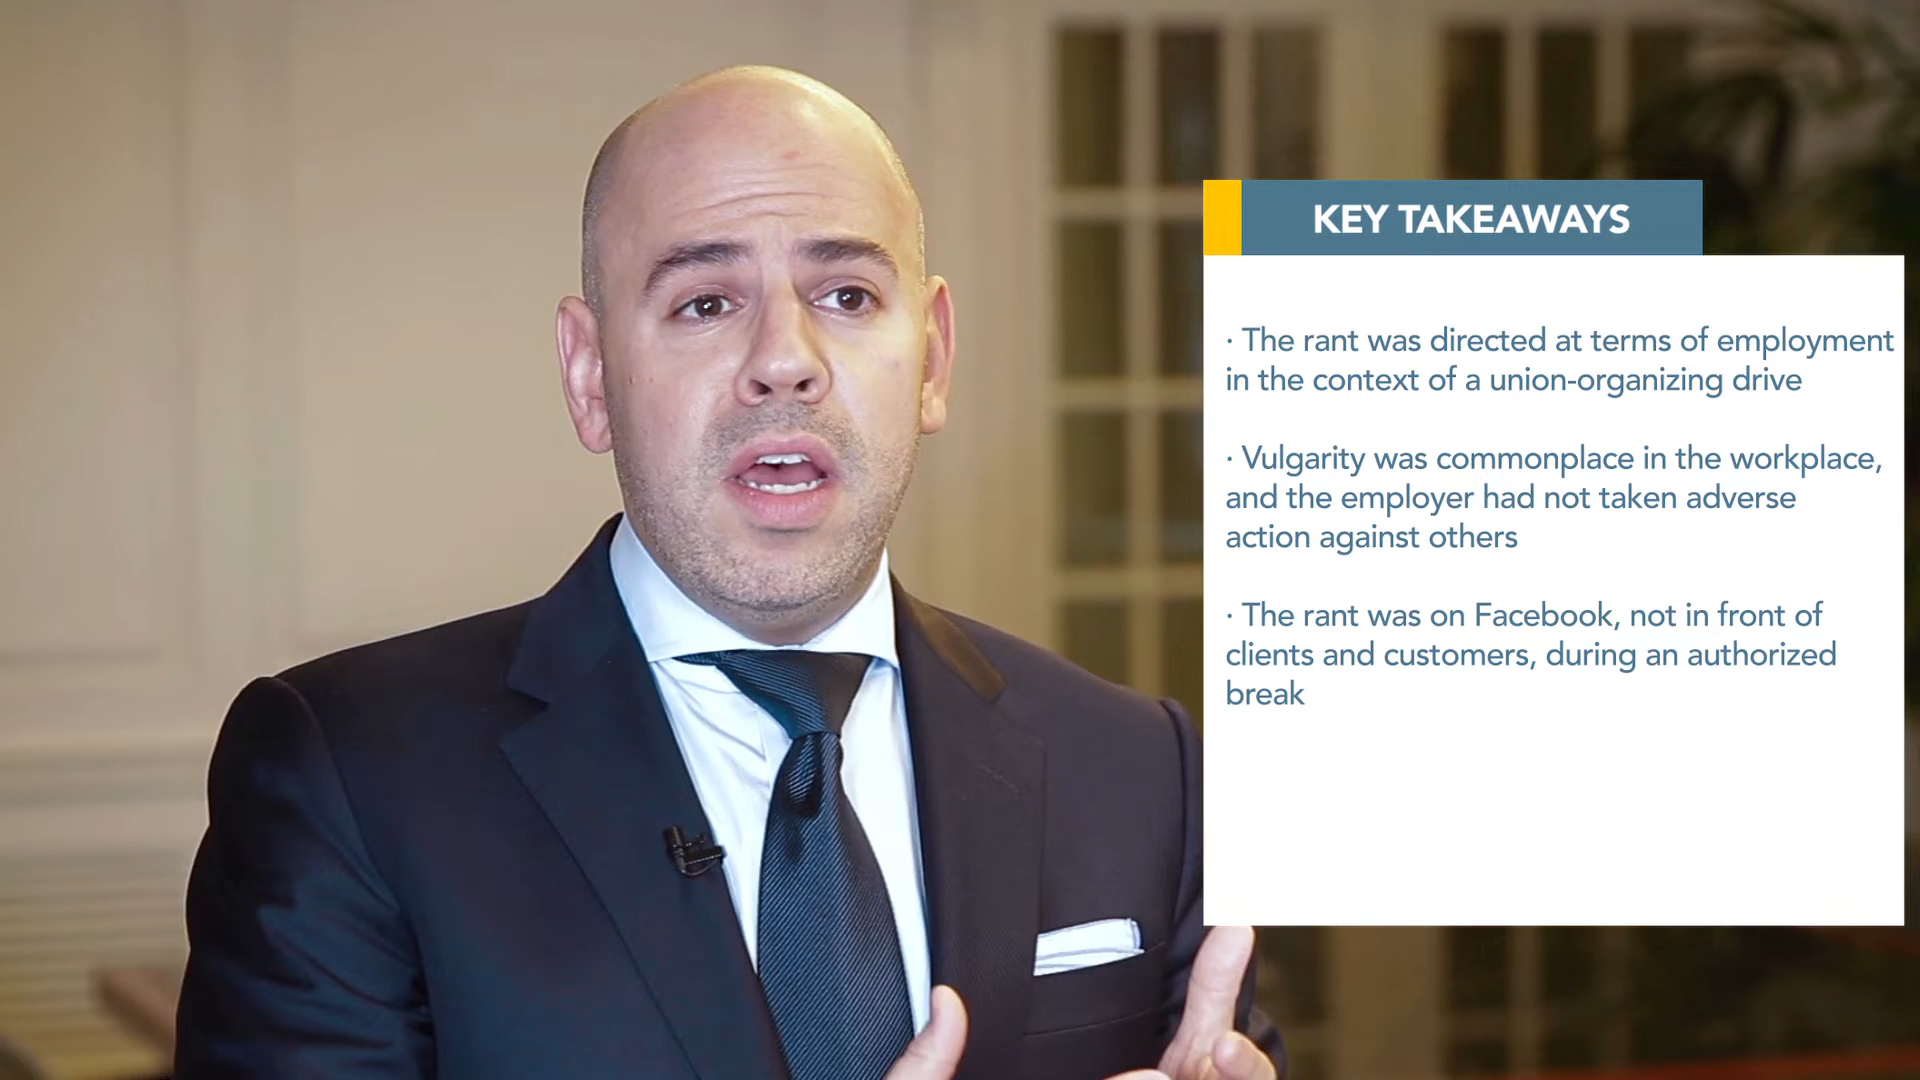 KEY TAKEAWAYS
· The rant was directed at terms of employment
in the context of a union-organizing drive
· Vulgarity was commonplace in the workplace,
and the employer had not taken adverse
action against others
· The rant was on Facebook, not in front of
clients and customers, during an authorized
break